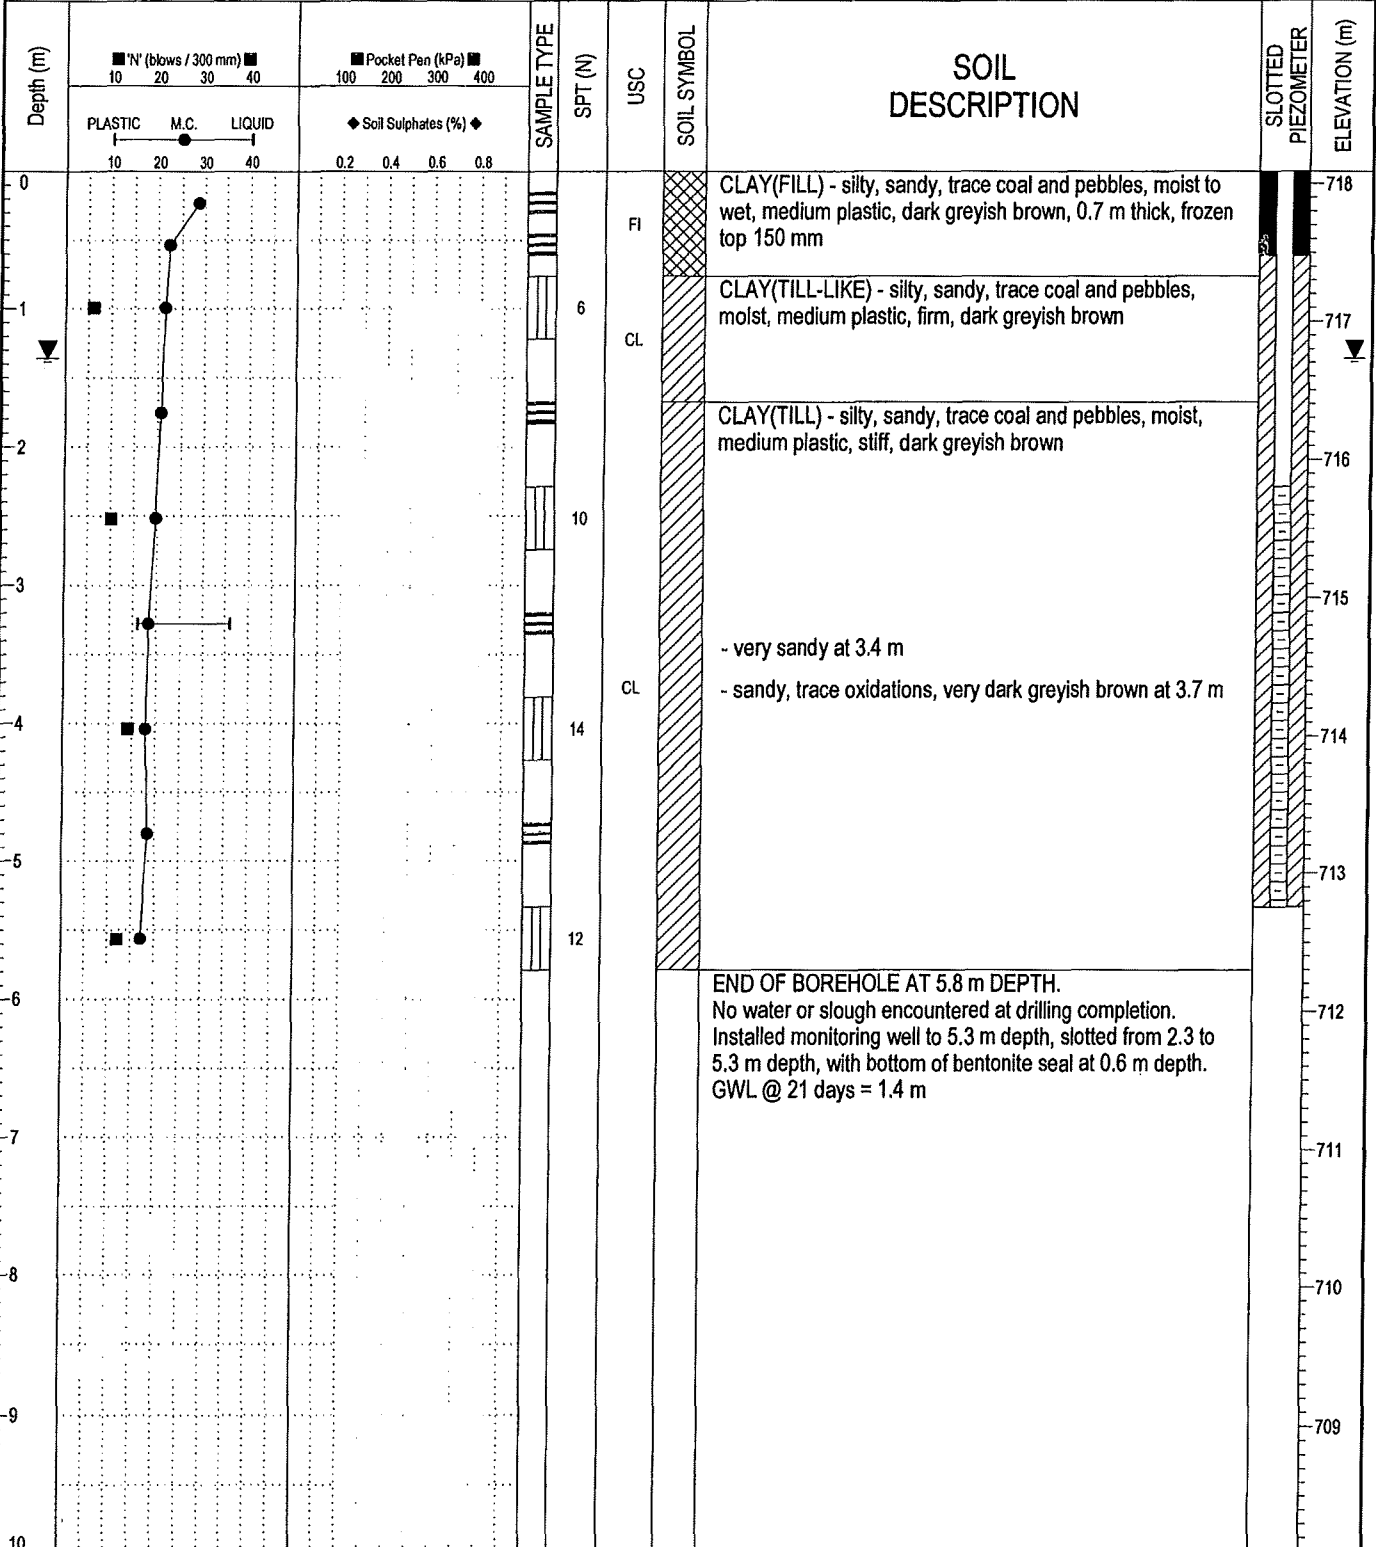 Depth (m)
■ 'N' (blows / 300 mm) ■
10 20 30 40
PLASTIC M.C. LIQUID
10 20 30 40
■ Pocket Pen (kPa) ■
100 200 300 400
◆ Soil Sulphates (%) ◆
0.2 0.4 0.6 0.8
SAMPLE TYPE
SPT (N)
USC
SOIL SYMBOL
SOIL
DESCRIPTION
SLOTTED
PIEZOMETER
ELEVATION (m)
0
1
2
3
4
5
6
7
8
9
10
6
10
14
12
FI
CL
CL
CLAY(FILL) - silty, sandy, trace coal and pebbles, moist to
wet, medium plastic, dark greyish brown, 0.7 m thick, frozen
top 150 mm
CLAY(TILL-LIKE) - silty, sandy, trace coal and pebbles,
moist, medium plastic, firm, dark greyish brown
CLAY(TILL) - silty, sandy, trace coal and pebbles, moist,
medium plastic, stiff, dark greyish brown
- very sandy at 3.4 m
- sandy, trace oxidations, very dark greyish brown at 3.7 m
END OF BOREHOLE AT 5.8 m DEPTH.
No water or slough encountered at drilling completion.
Installed monitoring well to 5.3 m depth, slotted from 2.3 to
5.3 m depth, with bottom of bentonite seal at 0.6 m depth.
GWL @ 21 days = 1.4 m
718
717
716
715
714
713
712
711
710
709